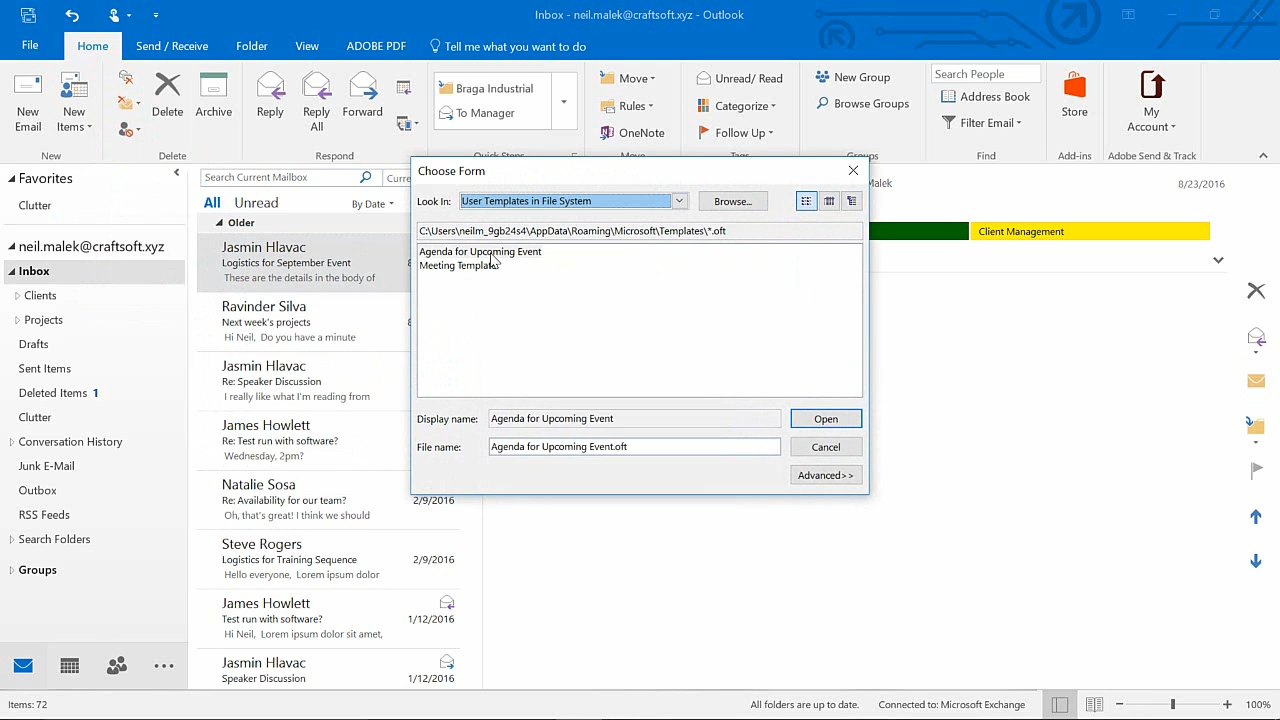 Inbox - neil.malek@craftsoft.xyz - Outlook
File
Home
Send / Receive
Folder
View
ADOBE PDF
Tell me what you want to do
New Email
New Items
Delete
Archive
Reply
Reply All
Forward
Braga Industrial
To Manager
Move
Rules
OneNote
Unread/ Read
Categorize
Follow Up
New Group
Browse Groups
Search People
Address Book
Filter Email
Store
My Account
New
Delete
Respond
Quick Steps
Move
Tags
Groups
Find
Add-ins
Adobe Send & Track
Favorites
Clutter
neil.malek@craftsoft.xyz
Inbox
Clients
Projects
Drafts
Sent Items
Deleted Items 1
Clutter
Conversation History
Junk E-Mail
Outbox
RSS Feeds
Search Folders
Groups
Search Current Mailbox
Curre
All Unread
By Date
Older
Jasmin Hlavac
Logistics for September Event
These are the details in the body of
Ravinder Silva
Next week's projects
Hi Neil, Do you have a minute
Jasmin Hlavac
Re: Speaker Discussion
I really like what I'm reading from
James Howlett
Re: Test run with software?
Wednesday, 2pm?
Natalie Sosa
Re: Availability for our team? 2/9/2016
Oh, that's great! I think we should
Steve Rogers
Logistics for Training Sequence 2/9/2016
Hello everyone, Lorem ipsum dolor
James Howlett
Test run with software? 1/12/2016
Hi Neil, Lorem ipsum dolor sit amet,
Jasmin Hlavac
Speaker Discussion 1/12/2016
Choose Form
Look In: User Templates in File System
Browse...
C:\Users\neilm_9gb24s4\AppData\Roaming\Microsoft\Templates\*.oft
Agenda for Upcoming Event
Meeting Template
Display name: Agenda for Upcoming Event
Open
File name: Agenda for Upcoming Event.oft
Cancel
Advanced>>
Malek
8/23/2016
Client Management
Items: 72
All folders are up to date.
Connected to: Microsoft Exchange
100%